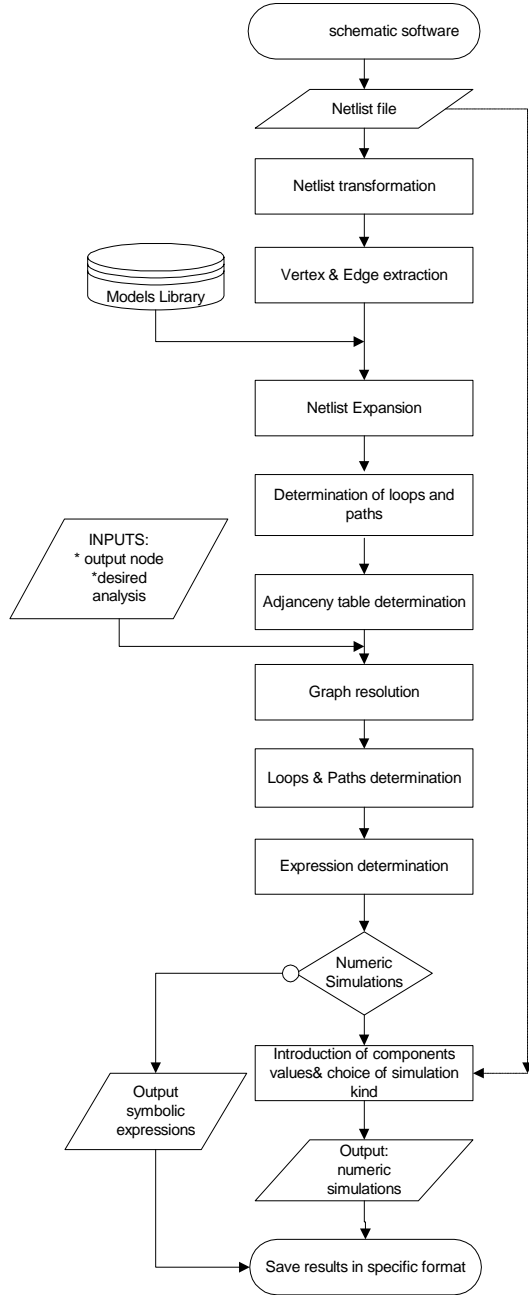 schematic software
Netlist file
Netlist transformation
Vertex & Edge extraction
Models Library
Netlist Expansion
Determination of loops and
paths
INPUTS:
* output node
*desired
analysis
Adjanceny table determination
Graph resolution
Loops & Paths determination
Expression determination
Numeric
Simulations
Introduction of components
values& choice of simulation
kind
Output
symbolic
expressions
Output:
numeric
simulations
Save results in specific format